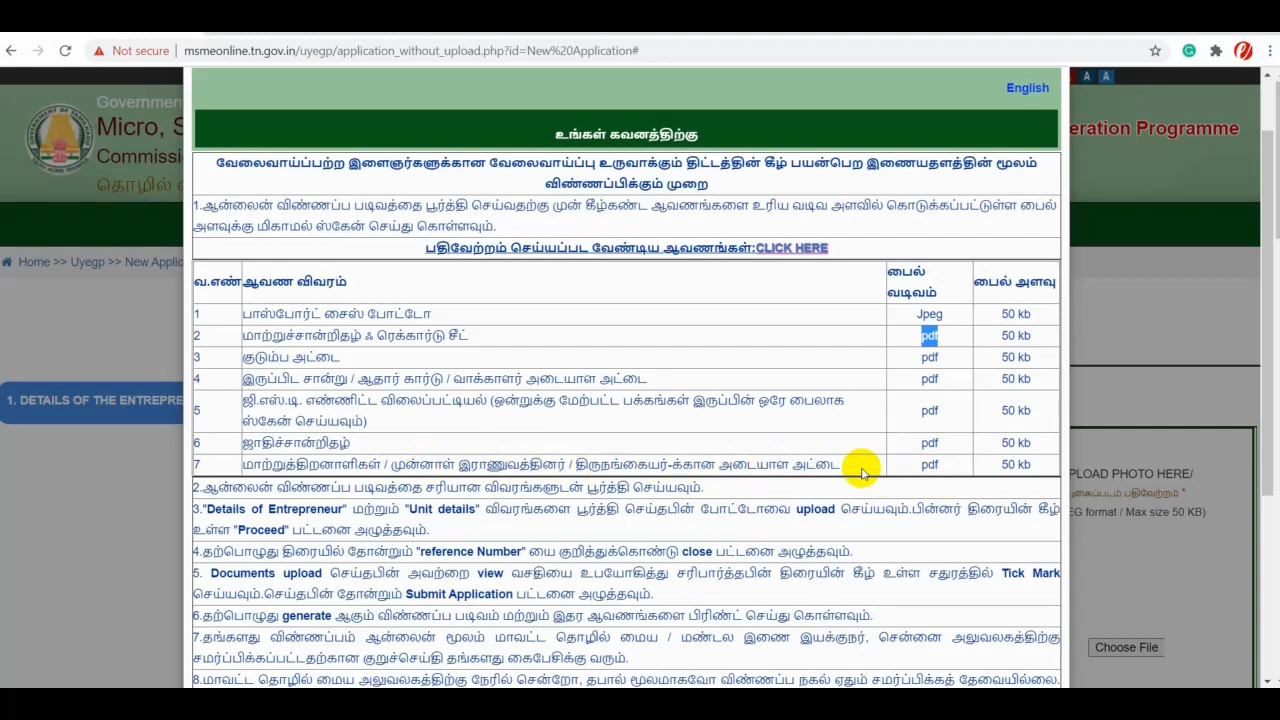 Not secure
msmeonline.tn.gov.in/uyegp/application_without_upload.php?id=New%20Application#
A A
English
Governmen
Micro, S
Commissi
தொழில்
eration Programme
உங்கள் கவனத்திற்கு
வேலைவாய்ப்பற்ற இளைஞர்களுக்கான வேலைவாய்ப்பு உருவாக்கும் திட்டத்தின் கீழ் பயன்பெற இணையதளத்தின் மூலம்
விண்ணப்பிக்கும் முறை
1.ஆன்லைன் விண்ணப்ப படிவத்தை பூர்த்தி செய்வதற்கு முன் கீழ்கண்ட ஆவணங்களை உரிய வடிவ அளவில் கொடுக்கப்பட்டுள்ள பைல்
அளவுக்கு மிகாமல் ஸ்கேன் செய்து கொள்ளவும்.
பதிவேற்றம் செய்யப்பட வேண்டிய ஆவணங்கள்:CLICK HERE
Home >> Uyegp >> New Applic
வ.எண் ஆவண விவரம் பைல் வடிவம் பைல் அளவு
1 பாஸ்போர்ட் சைஸ் போட்டோ Jpeg 50 kb
2 மாற்றுச்சான்றிதழ் ஃ ரெக்கார்டு சீட் pdf 50 kb
3 குடும்ப அட்டை pdf 50 kb
4 இருப்பிட சான்று / ஆதார் கார்டு / வாக்காளர் அடையாள அட்டை pdf 50 kb
1. DETAILS OF THE ENTREPRE
5 ஜி.எஸ்.டி. எண்ணிட்ட விலைப்பட்டியல் (ஒன்றுக்கு மேற்பட்ட பக்கங்கள் இருப்பின் ஒரே பைலாக
ஸ்கேன் செய்யவும்) pdf 50 kb
6 ஜாதிச்சான்றிதழ் pdf 50 kb
7 மாற்றுத்திறனாளிகள் / முன்னாள் இராணுவத்தினர் / திருநங்கையர்-க்கான அடையாள அட்டை pdf 50 kb
2.ஆன்லைன் விண்ணப்ப படிவத்தை சரியான விவரங்களுடன் பூர்த்தி செய்யவும்.
3."Details of Entrepreneur" மற்றும் "Unit details" விவரங்களை பூர்த்தி செய்தபின் போட்டோவை upload செய்யவும்.பின்னர் திரையின் கீழ்
உள்ள "Proceed" பட்டனை அழுத்தவும்.
4.தற்பொழுது திரையில் தோன்றும் "reference Number" யை குறித்துக்கொண்டு close பட்டனை அழுத்தவும்.
5. Documents upload செய்தபின் அவற்றை view வசதியை உபயோகித்து சரிபார்த்தபின் திரையின் கீழ் உள்ள சதுரத்தில் Tick Mark
செய்யவும்.செய்தபின் தோன்றும் Submit Application பட்டனை அழுத்தவும்.
6.தற்பொழுது generate ஆகும் விண்ணப்ப படிவம் மற்றும் இதர ஆவணங்களை பிரிண்ட் செய்து கொள்ளவும்.
7.தங்களது விண்ணப்பம் ஆன்லைன் மூலம் மாவட்ட தொழில் மைய / மண்டல இணை இயக்குநர், சென்னை அலுவலகத்திற்கு
சமர்ப்பிக்கப்பட்டதற்கான குறுச்செய்தி தங்களது கைபேசிக்கு வரும்.
8.மாவட்ட தொழில் மைய அலுவலகத்திற்கு நேரில் சென்றோ, தபால் மூலமாகவோ விண்ணப்ப நகல் ஏதும் சமர்ப்பிக்கத் தேவையில்லை.
PLOAD PHOTO HERE/
புகைப்படம் பதிவேற்றம் *
EG format / Max size 50 KB)
Choose File